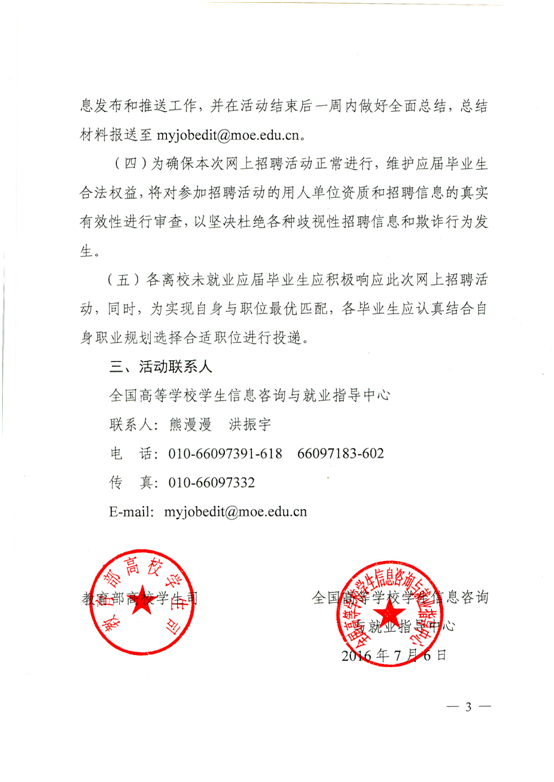 息发布和推送工作，并在活动结束后一周内做好全面总结，总结
材料报送至 myjobedit@moe.edu.cn。
（四）为确保本次网上招聘活动正常进行，维护应届毕业生
合法权益，将对参加招聘活动的用人单位资质和招聘信息的真实
有效性进行审查，以坚决杜绝各种歧视性招聘信息和欺诈行为发
生。
（五）各离校未就业应届毕业生应积极响应此次网上招聘活
动，同时，为实现自身与职位最优匹配，各毕业生应认真结合自
身职业规划选择合适职位进行投递。
三、活动联系人
全国高等学校学生信息咨询与就业指导中心
联系人：熊漫漫 洪振宇
电 话：010-66097391-618 66097183-602
传 真：010-66097332
E-mail：myjobedit@moe.edu.cn
教育部高校学生司
教育部高校学生司
全国高等学校学生信息咨询
与就业指导中心
全国高等学校学生信息咨询与就业指导中心
2016 年 7 月 6 日
— 3 —